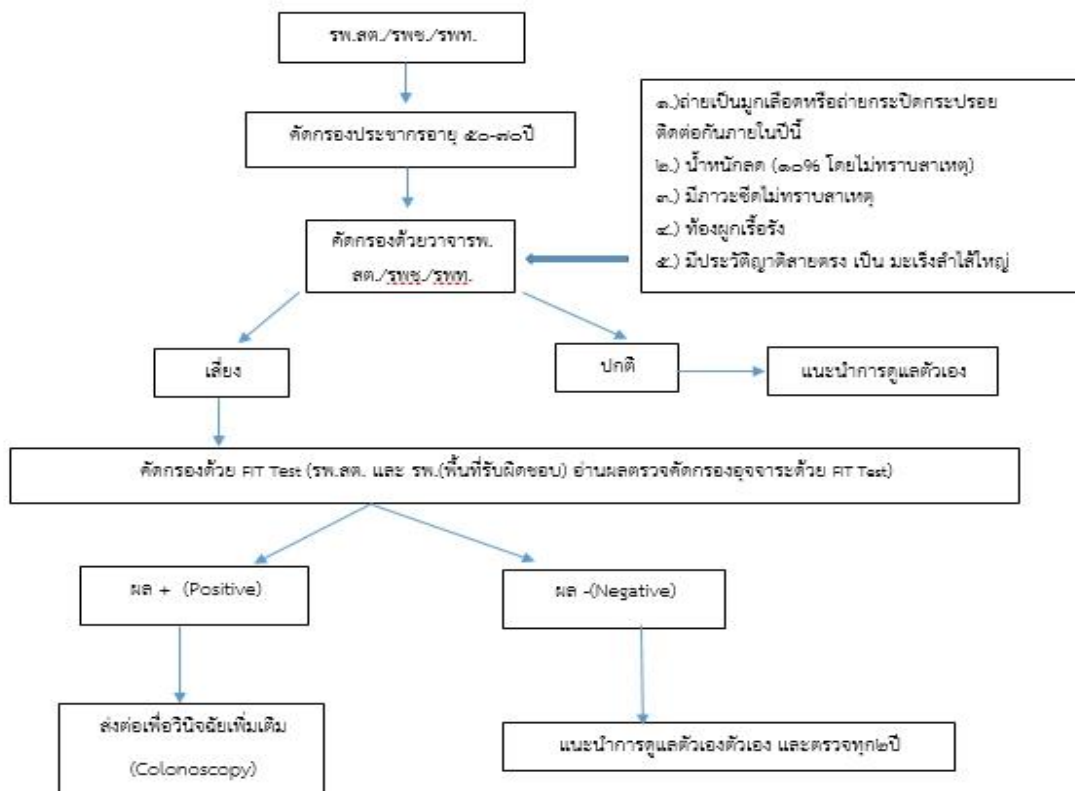 รพ.สต./รพช./รพท.
คัดกรองประชากรอายุ ๕๐-๗๐ปี
๑.)ถ่ายเป็นมูกเลือดหรือถ่ายกระปิดกระปรอย
ติดต่อกันภายในปีนี้
๒.) น้ำหนักลด (๑๐% โดยไม่ทราบสาเหตุ)
๓.) มีภาวะซีดไม่ทราบสาเหตุ
๔.) ท้องผูกเรื้อรัง
๕.) มีประวัติญาติสายตรง เป็น มะเร็งลำไส้ใหญ่
คัดกรองด้วยวาจารพ.
สต./รพช./รพท.
เสี่ยง
ปกติ
แนะนำการดูแลตัวเอง
คัดกรองด้วย FIT Test (รพ.สต. และ รพ.(พื้นที่รับผิดชอบ) อ่านผลตรวจคัดกรองอุจจาระด้วย FIT Test)
ผล + (Positive)
ผล -(Negative)
ส่งต่อเพื่อวินิจฉัยเพิ่มเติม
(Colonoscopy)
แนะนำการดูแลตัวเองตัวเอง และตรวจทุก๒ปี